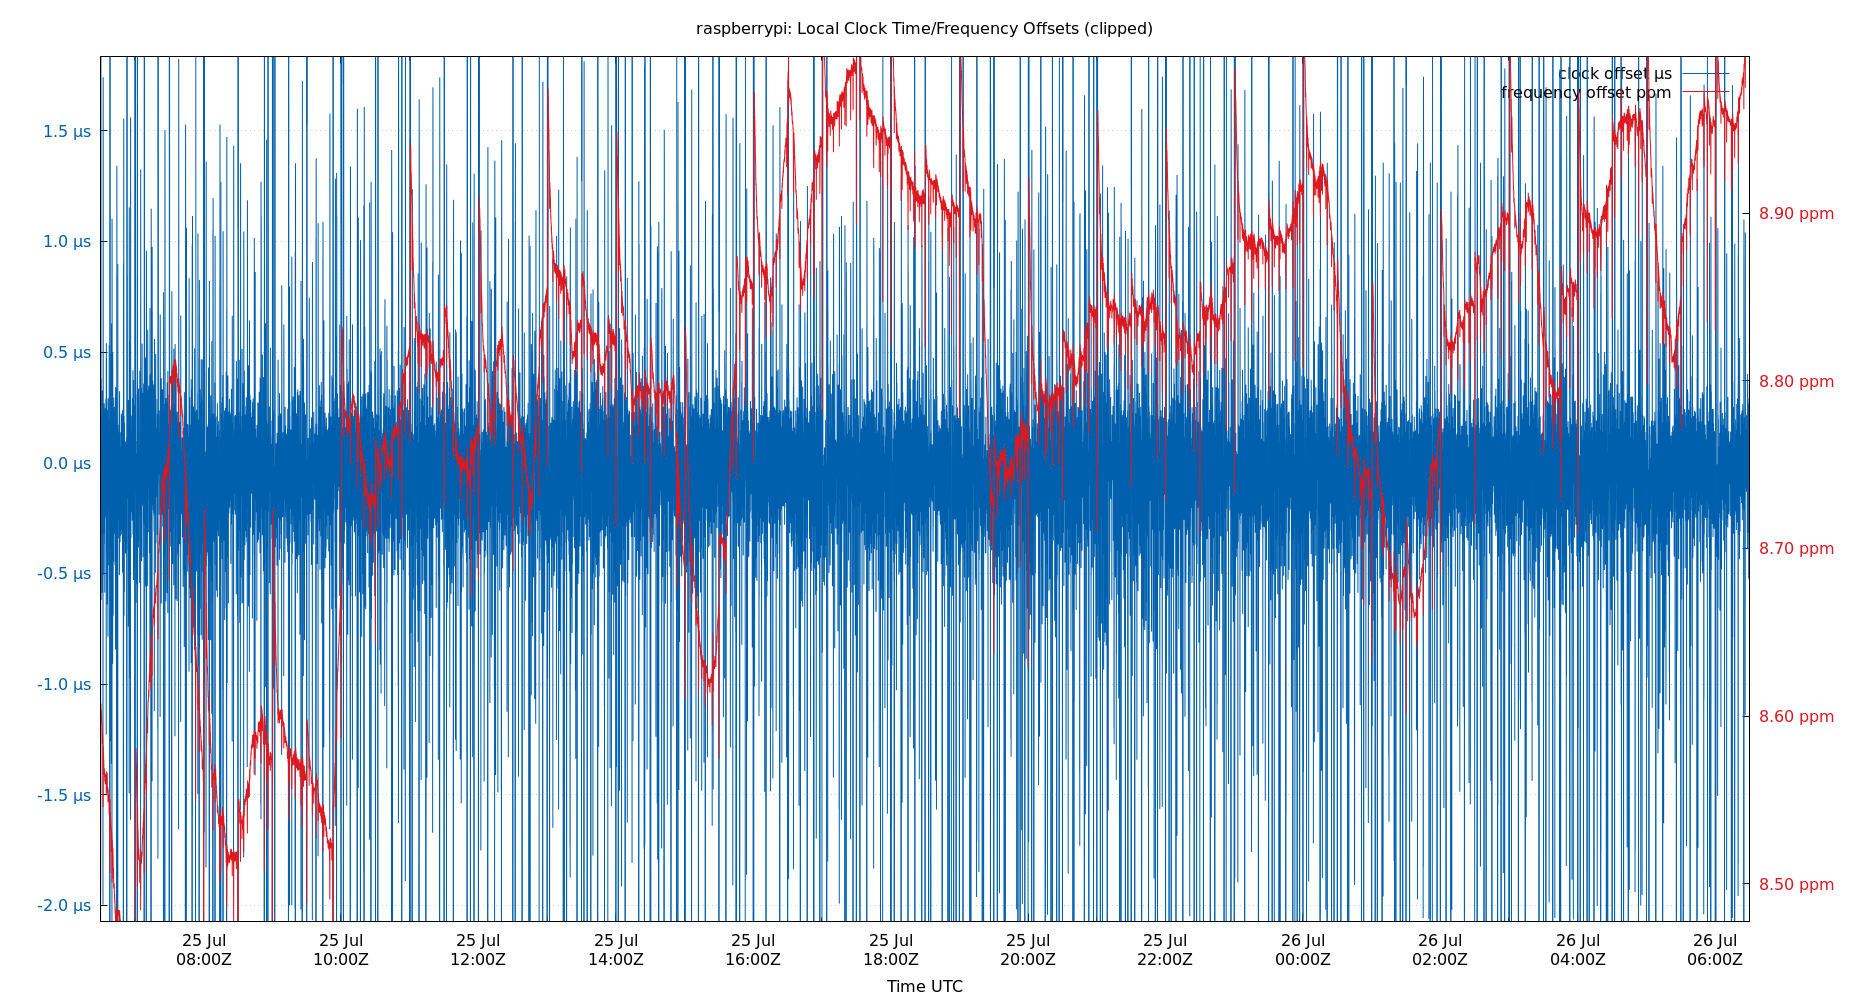 raspberrypi: Local Clock Time/Frequency Offsets (clipped)
clock offset µs
frequency offset ppm
1.5 µs
1.0 µs
0.5 µs
0.0 µs
-0.5 µs
-1.0 µs
-1.5 µs
-2.0 µs
8.90 ppm
8.80 ppm
8.70 ppm
8.60 ppm
8.50 ppm
25 Jul 25 Jul 25 Jul 25 Jul 25 Jul 25 Jul 25 Jul 25 Jul 26 Jul 26 Jul 26 Jul 26 Jul
08:00Z 10:00Z 12:00Z 14:00Z 16:00Z 18:00Z 20:00Z 22:00Z 00:00Z 02:00Z 04:00Z 06:00Z
Time UTC